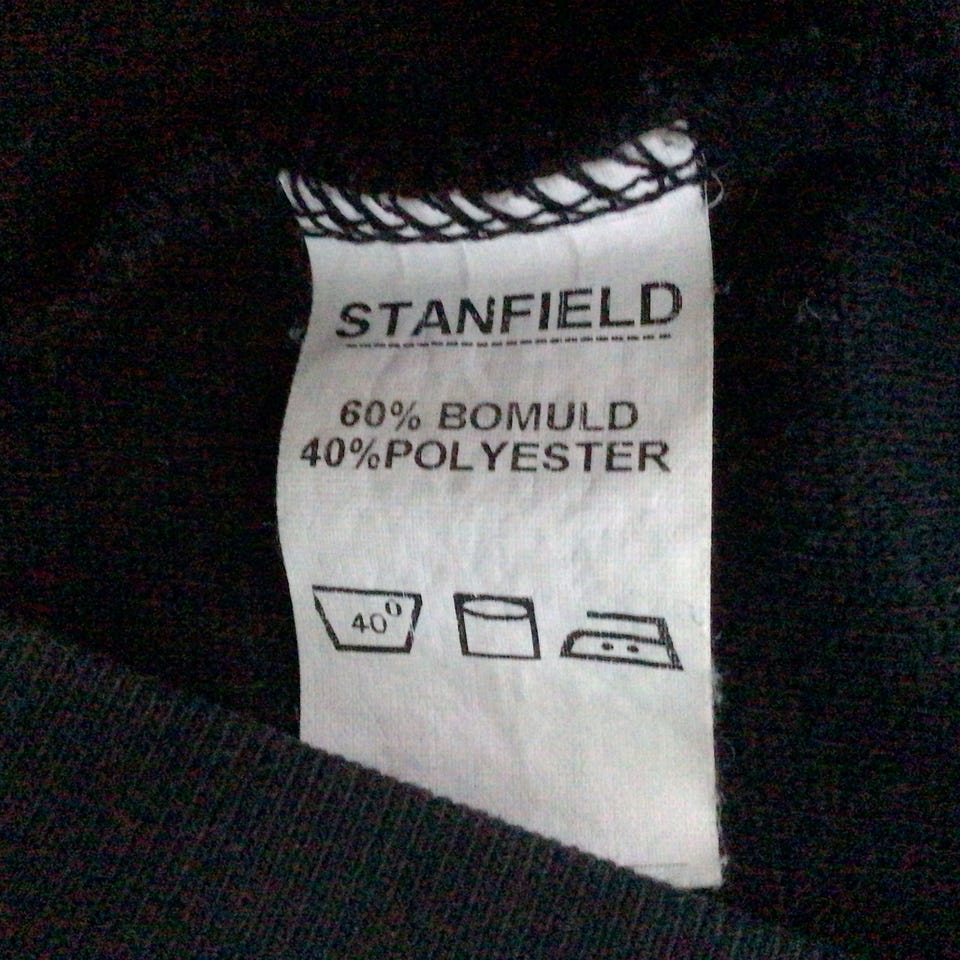 STANFIELD
60% BOMULD
40%POLYESTER
40°